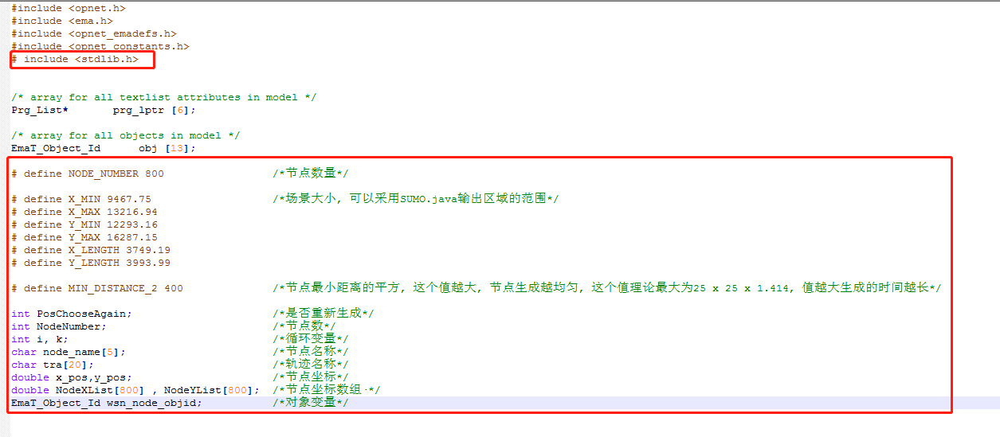 #include <opnet.h>
#include <ema.h>
#include <opnet_emadefs.h>
#include <opnet_constants.h>
# include <stdlib.h>
/* array for all textlist attributes in model */
Prg_List* prg_lptr [6];
/* array for all objects in model */
EmaT_Object_Id obj [13];
# define NODE_NUMBER 800 /*节点数量*/
# define X_MIN 9467.75 /*场景大小, 可以采用SUMO.java输出区域的范围*/
# define X_MAX 13216.94
# define Y_MIN 12293.16
# define Y_MAX 16287.15
# define X_LENGTH 3749.19
# define Y_LENGTH 3993.99
# define MIN_DISTANCE_2 400 /*节点最小距离的平方, 这个值越大, 节点生成越均匀, 这个值理论最大为25 x 25 x 1.414, 值越大生成的时间越长*/
int PosChooseAgain; /*是否重新生成*/
int NodeNumber; /*节点数*/
int i, k; /*循环变量*/
char node_name[5]; /*节点名称*/
char tra[20]; /*轨迹名称*/
double x_pos,y_pos; /*节点坐标*/
double NodeXList[800] , NodeYList[800]; /*节点坐标数组·*/
EmaT_Object_Id wsn_node_objid; /*对象变量*/